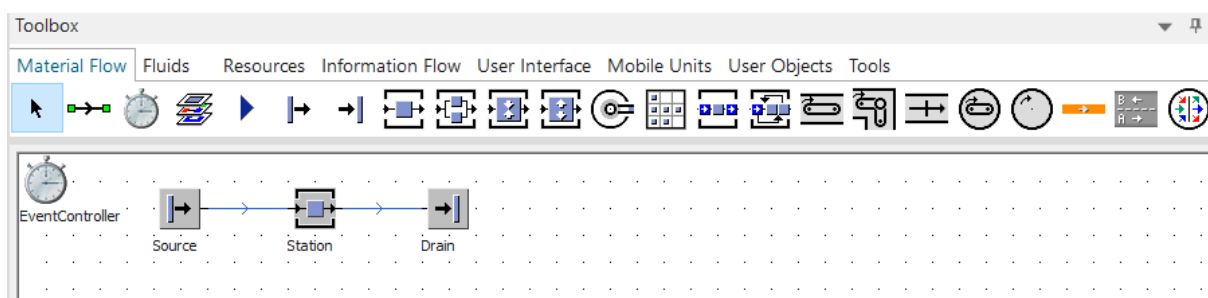 Toolbox
Material Flow Fluids Resources Information Flow User Interface Mobile Units User Objects Tools
B
A
EventController
Source Station Drain